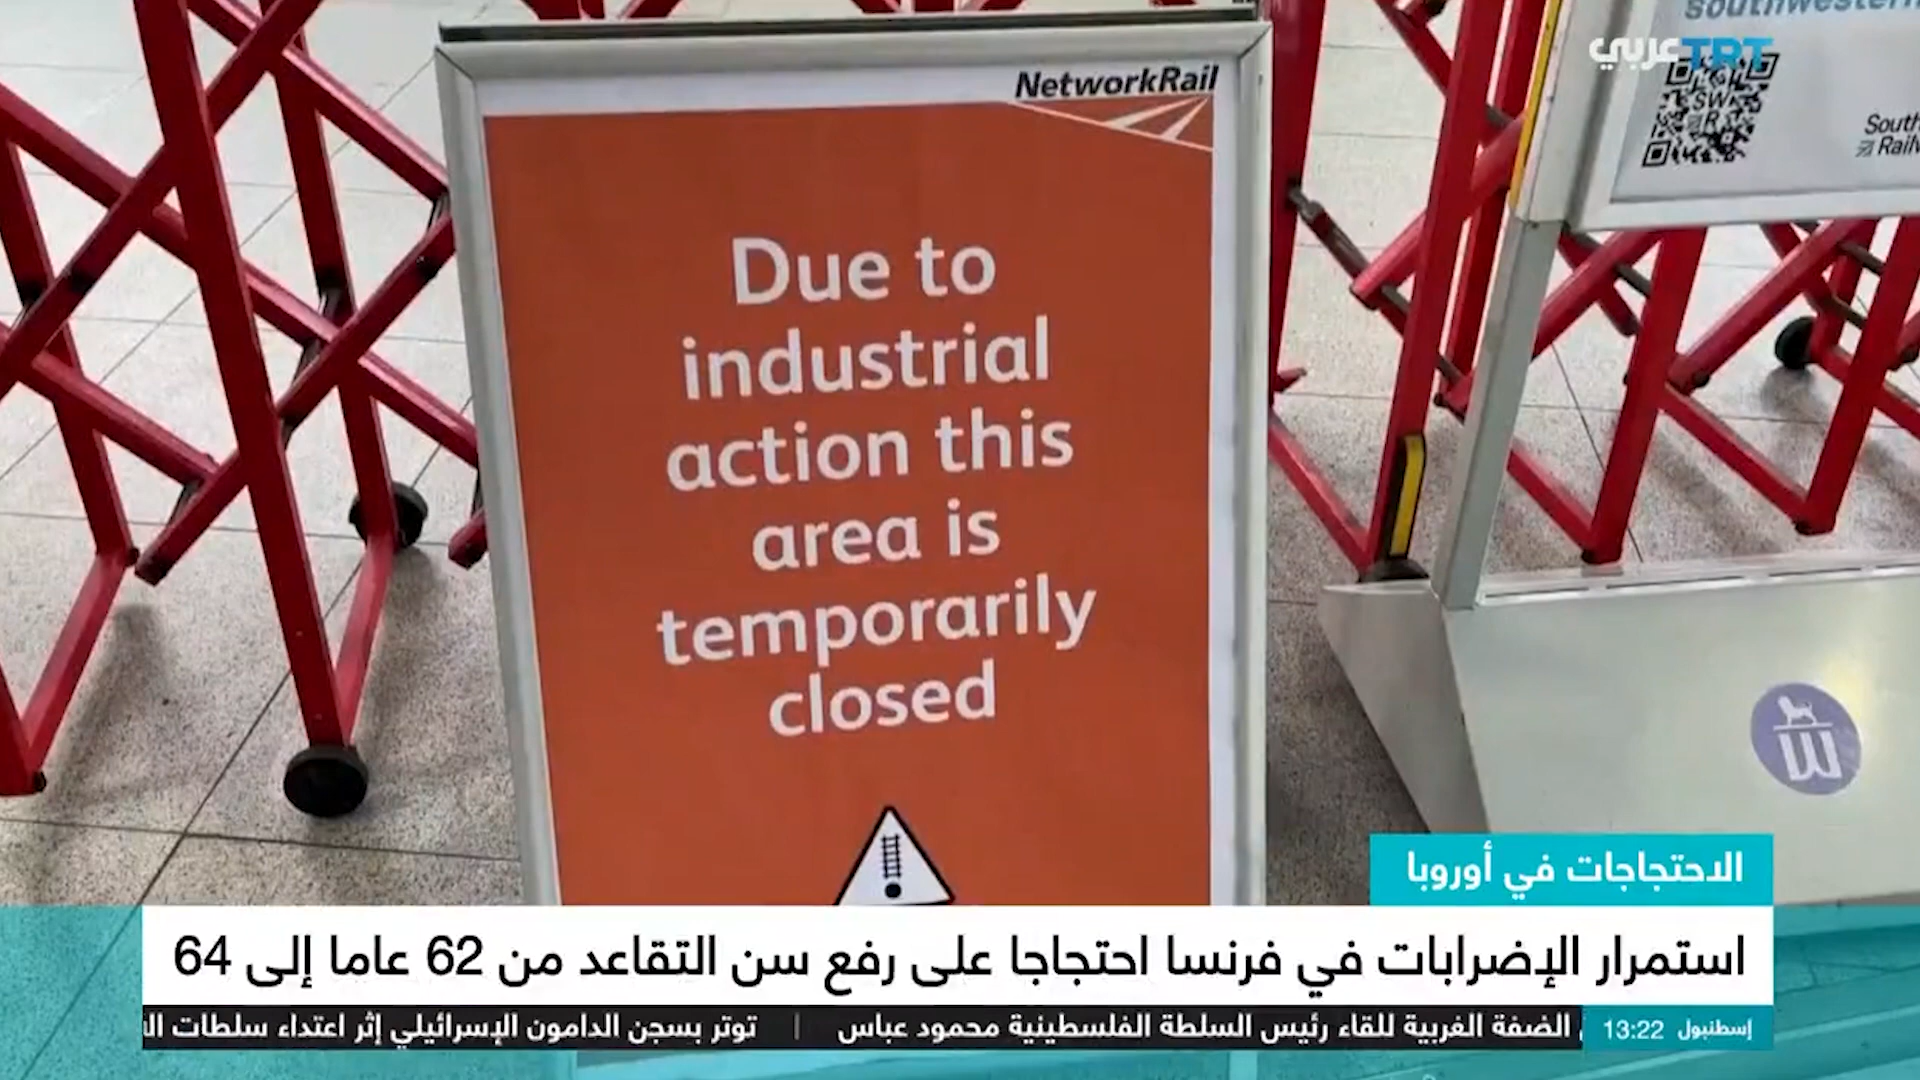 southwestern
عربي TRT
NetworkRail
SW
R
South
Rail
Due to
industrial
action this
area is
temporarily
closed
الاحتجاجات في أوروبا
استمرار الإضرابات في فرنسا احتجاجا على رفع سن التقاعد من 62 عاما إلى 64
إسطنبول 13:22
الضفة الغربية للقاء رئيس السلطة الفلسطينية محمود عباس | توتر بسجن الدامون الإسرائيلي إثر اعتداء سلطات